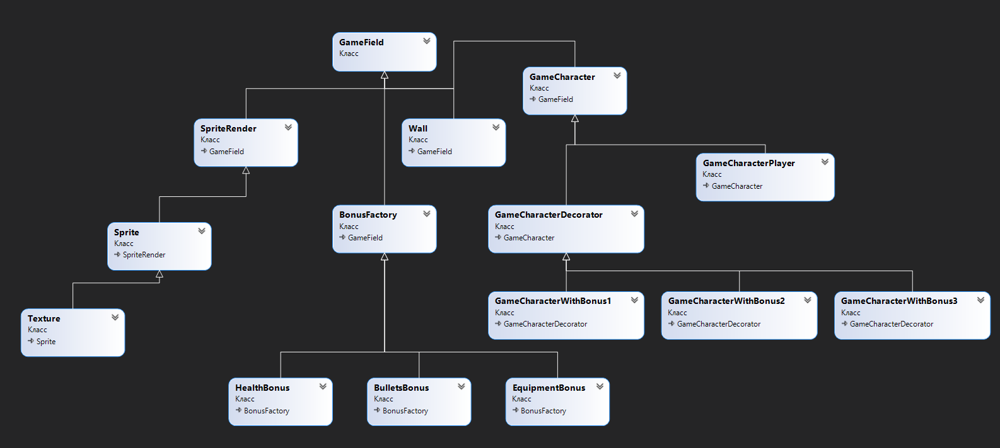 GameField
Класс
GameCharacter
Класс
GameField
SpriteRender
Класс
GameField
Wall
Класс
GameField
GameCharacterPlayer
Класс
GameCharacter
BonusFactory
Класс
GameField
GameCharacterDecorator
Класс
GameCharacter
Sprite
Класс
SpriteRender
GameCharacterWithBonus1
Класс
GameCharacterDecorator
GameCharacterWithBonus2
Класс
GameCharacterDecorator
GameCharacterWithBonus3
Класс
GameCharacterDecorator
Texture
Класс
Sprite
HealthBonus
Класс
BonusFactory
BulletsBonus
Класс
BonusFactory
EquipmentBonus
Класс
BonusFactory